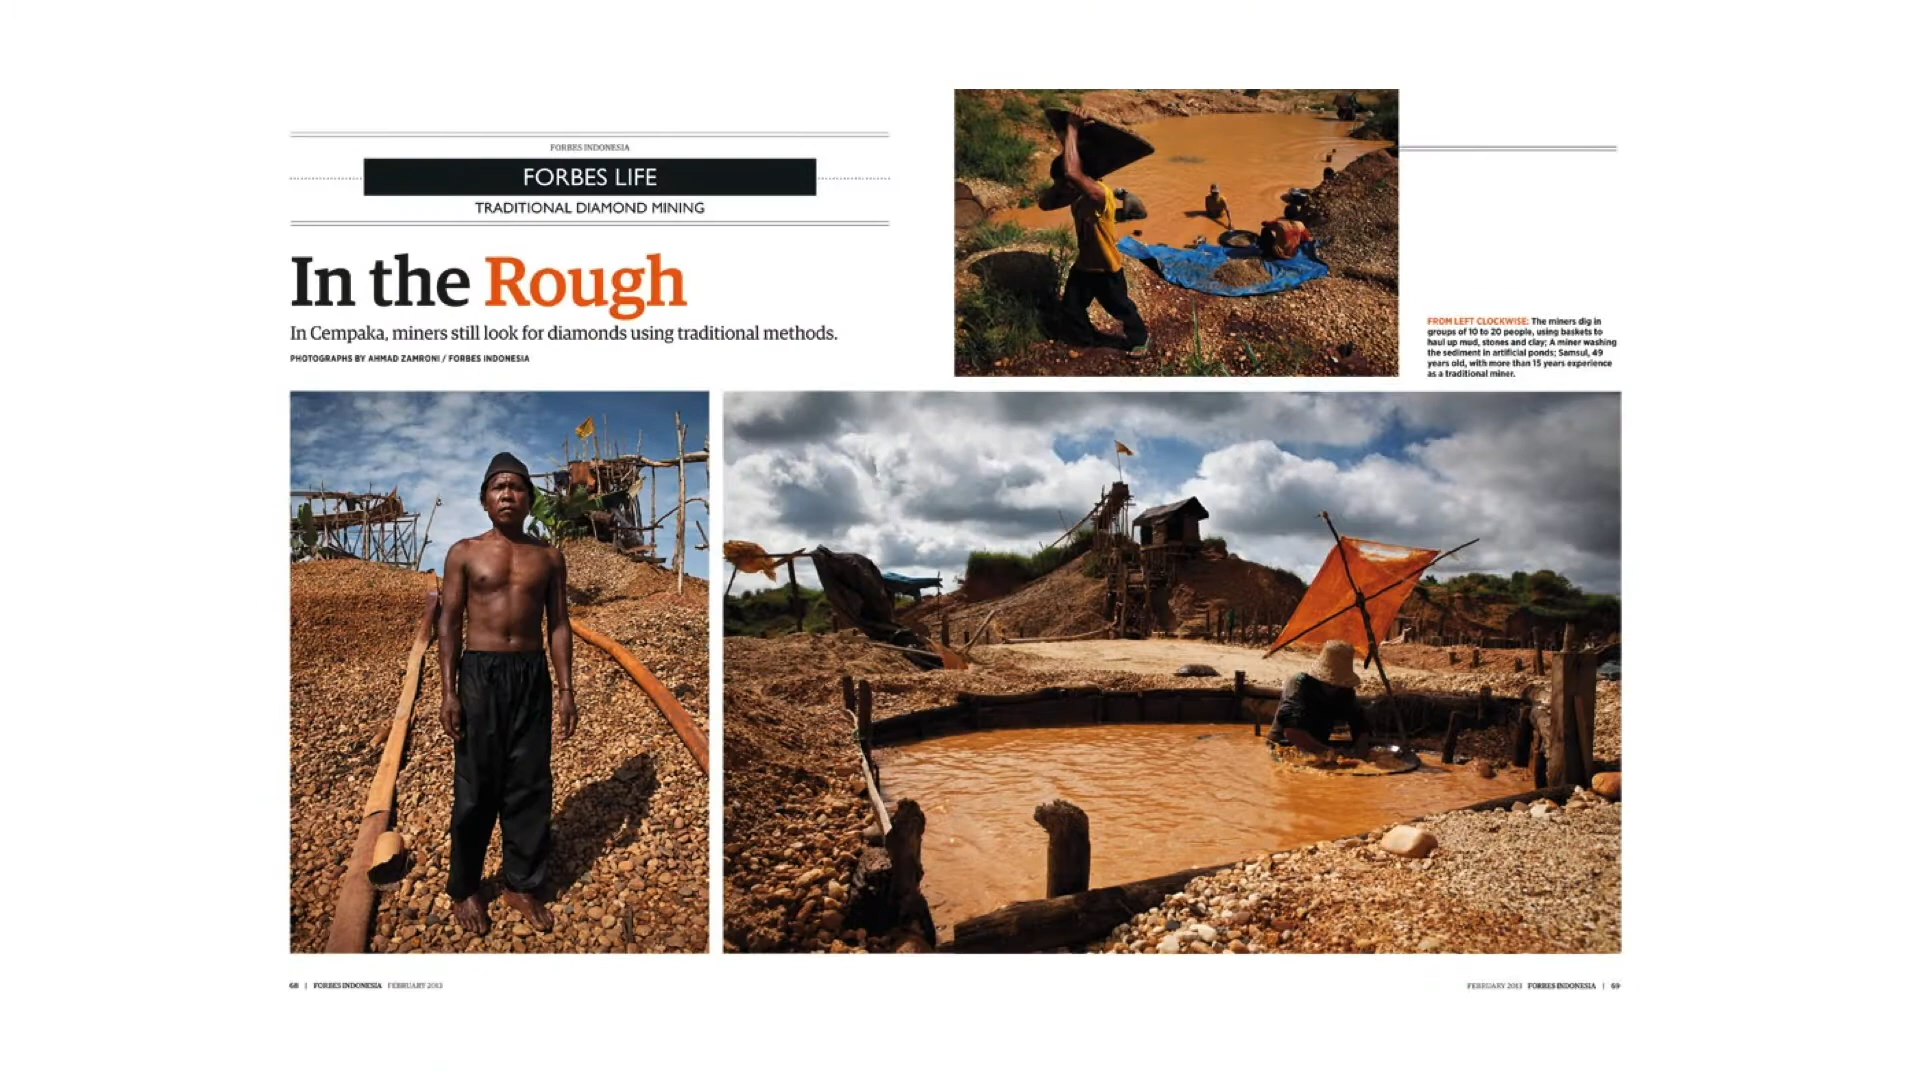 FORBES INDONESIA
FORBES LIFE
TRADITIONAL DIAMOND MINING
In the Rough
In Cempaka, miners still look for diamonds using traditional methods.
PHOTOGRAPHS BY AHMAD ZAMRONI / FORBES INDONESIA
FROM LEFT CLOCKWISE: The miners dig in
groups of 10 to 20 people, using baskets to
haul up mud, stones and clay; A miner washing
the sediment in artificial ponds; Samsul, 49
years old, with more than 15 years experience
as a traditional miner.
68 | FORBES INDONESIA FEBRUARY 2013
FEBRUARY 2013 FORBES INDONESIA | 69